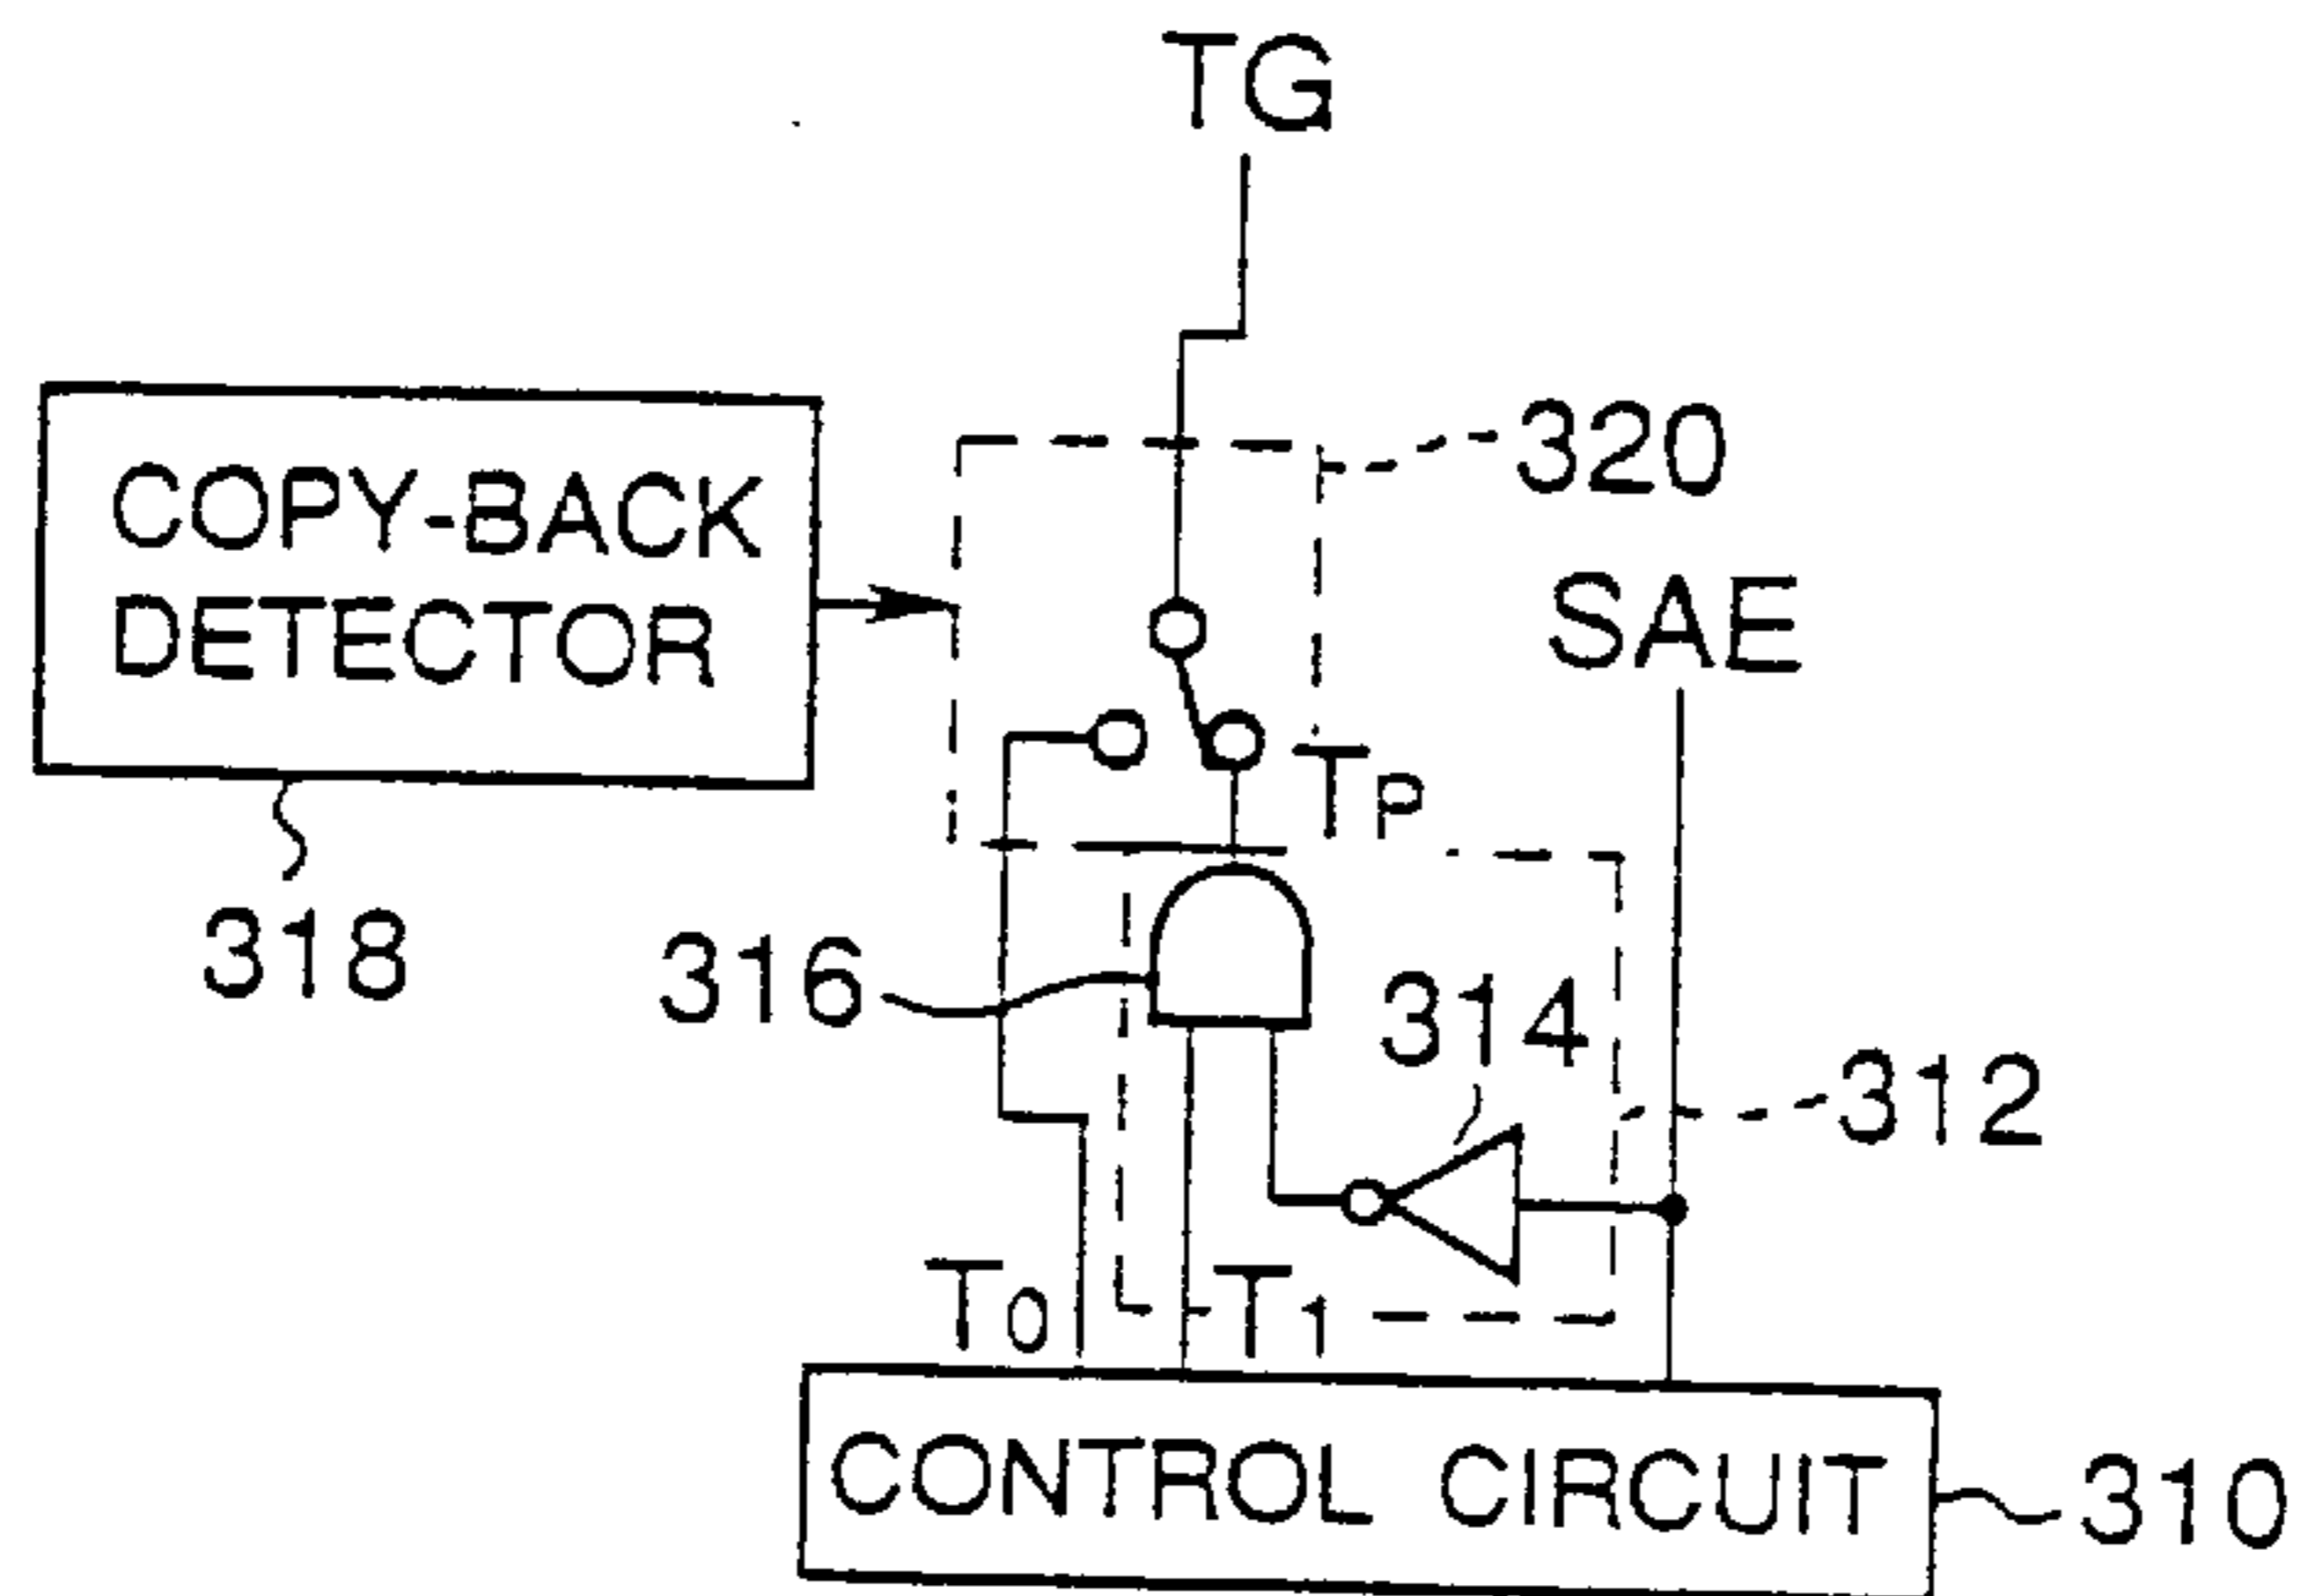 TG
320
COPY-BACK
DETECTOR
SAE
TP
318
316
314
312
T0
T1
CONTROL CIRCUIT
310